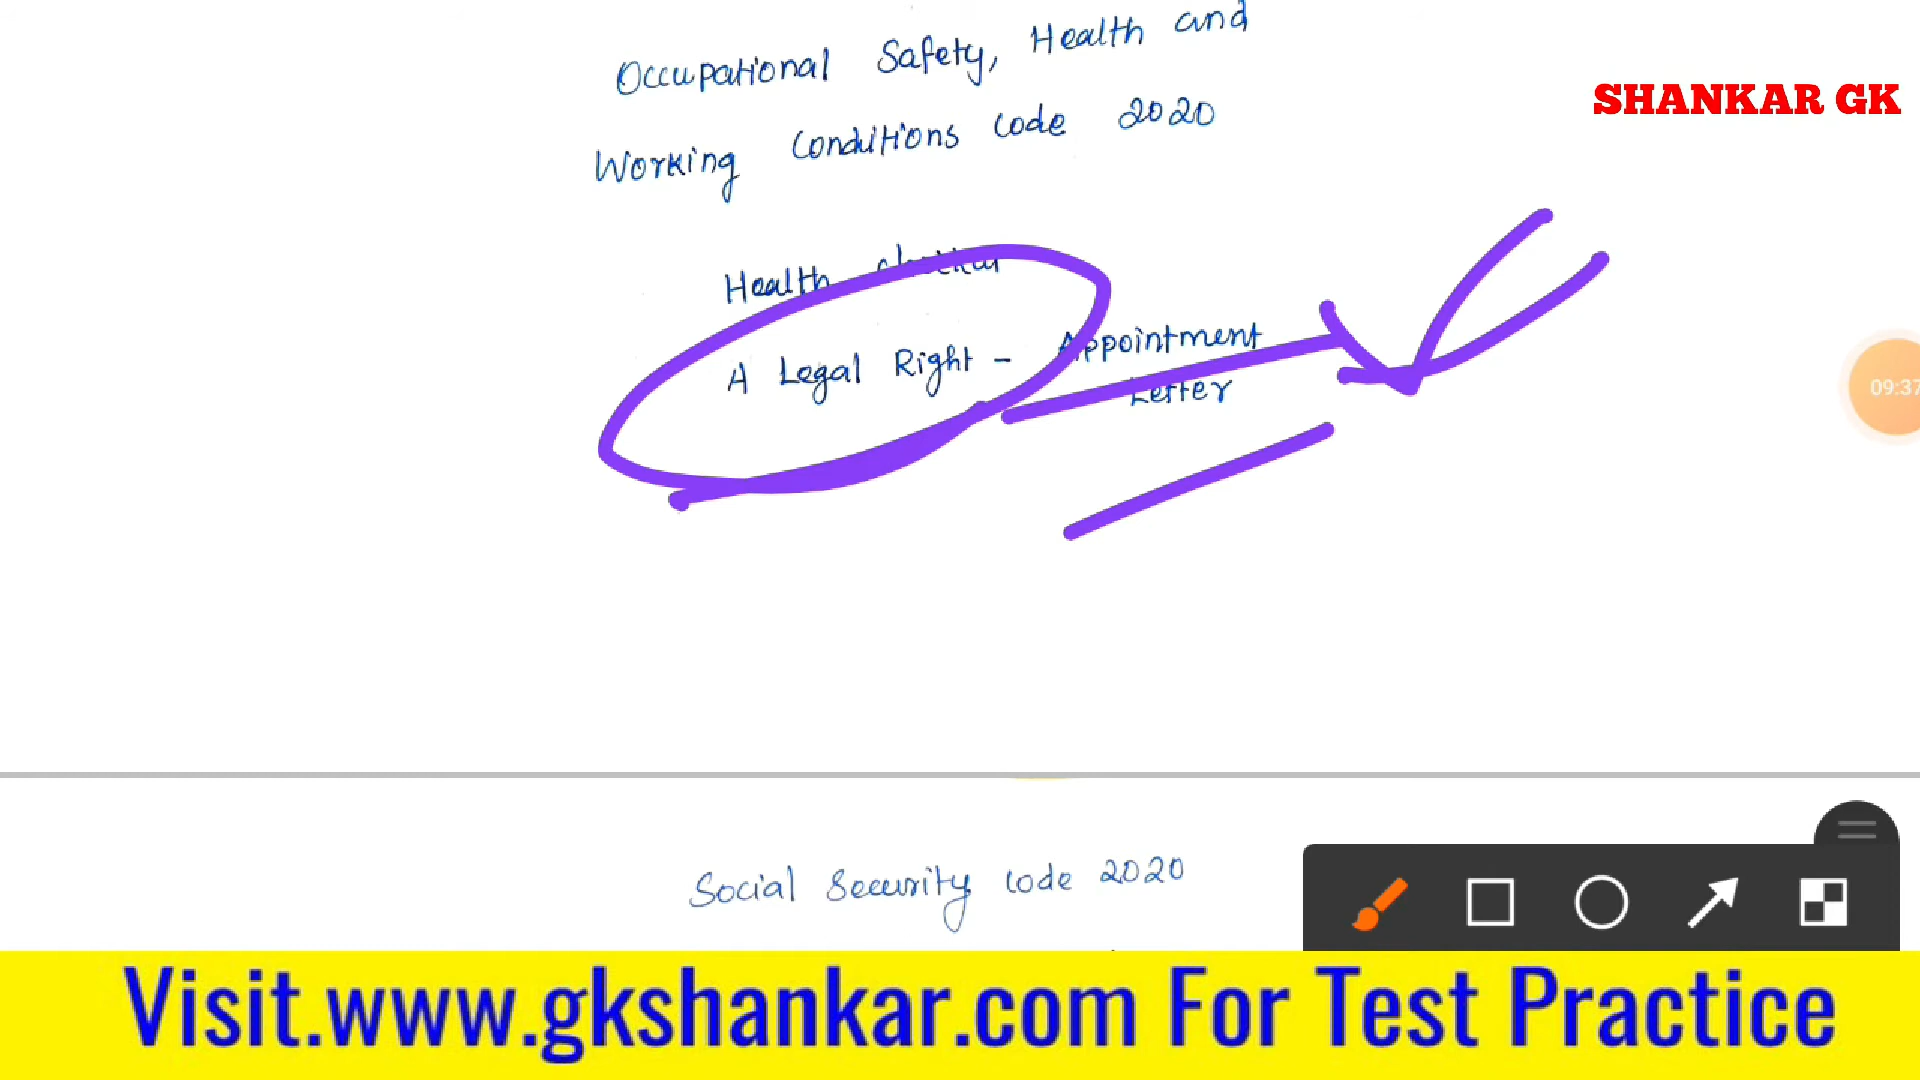 Occupational Safety, Health and
SHANKAR GK
Working Conditions Code 2020
Health
A Legal Right - Appointment
Letter
09:37
Social Security Code 2020
Visit.www.gkshankar.com For Test Practice